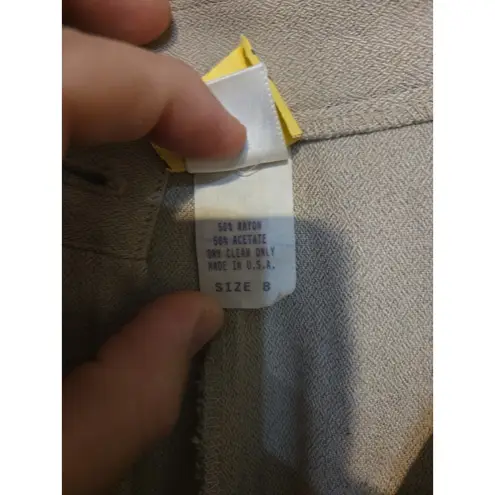 50% RAYON
50% ACETATE
DRY CLEAN ONLY
MADE IN U.S.A.
SIZE 8